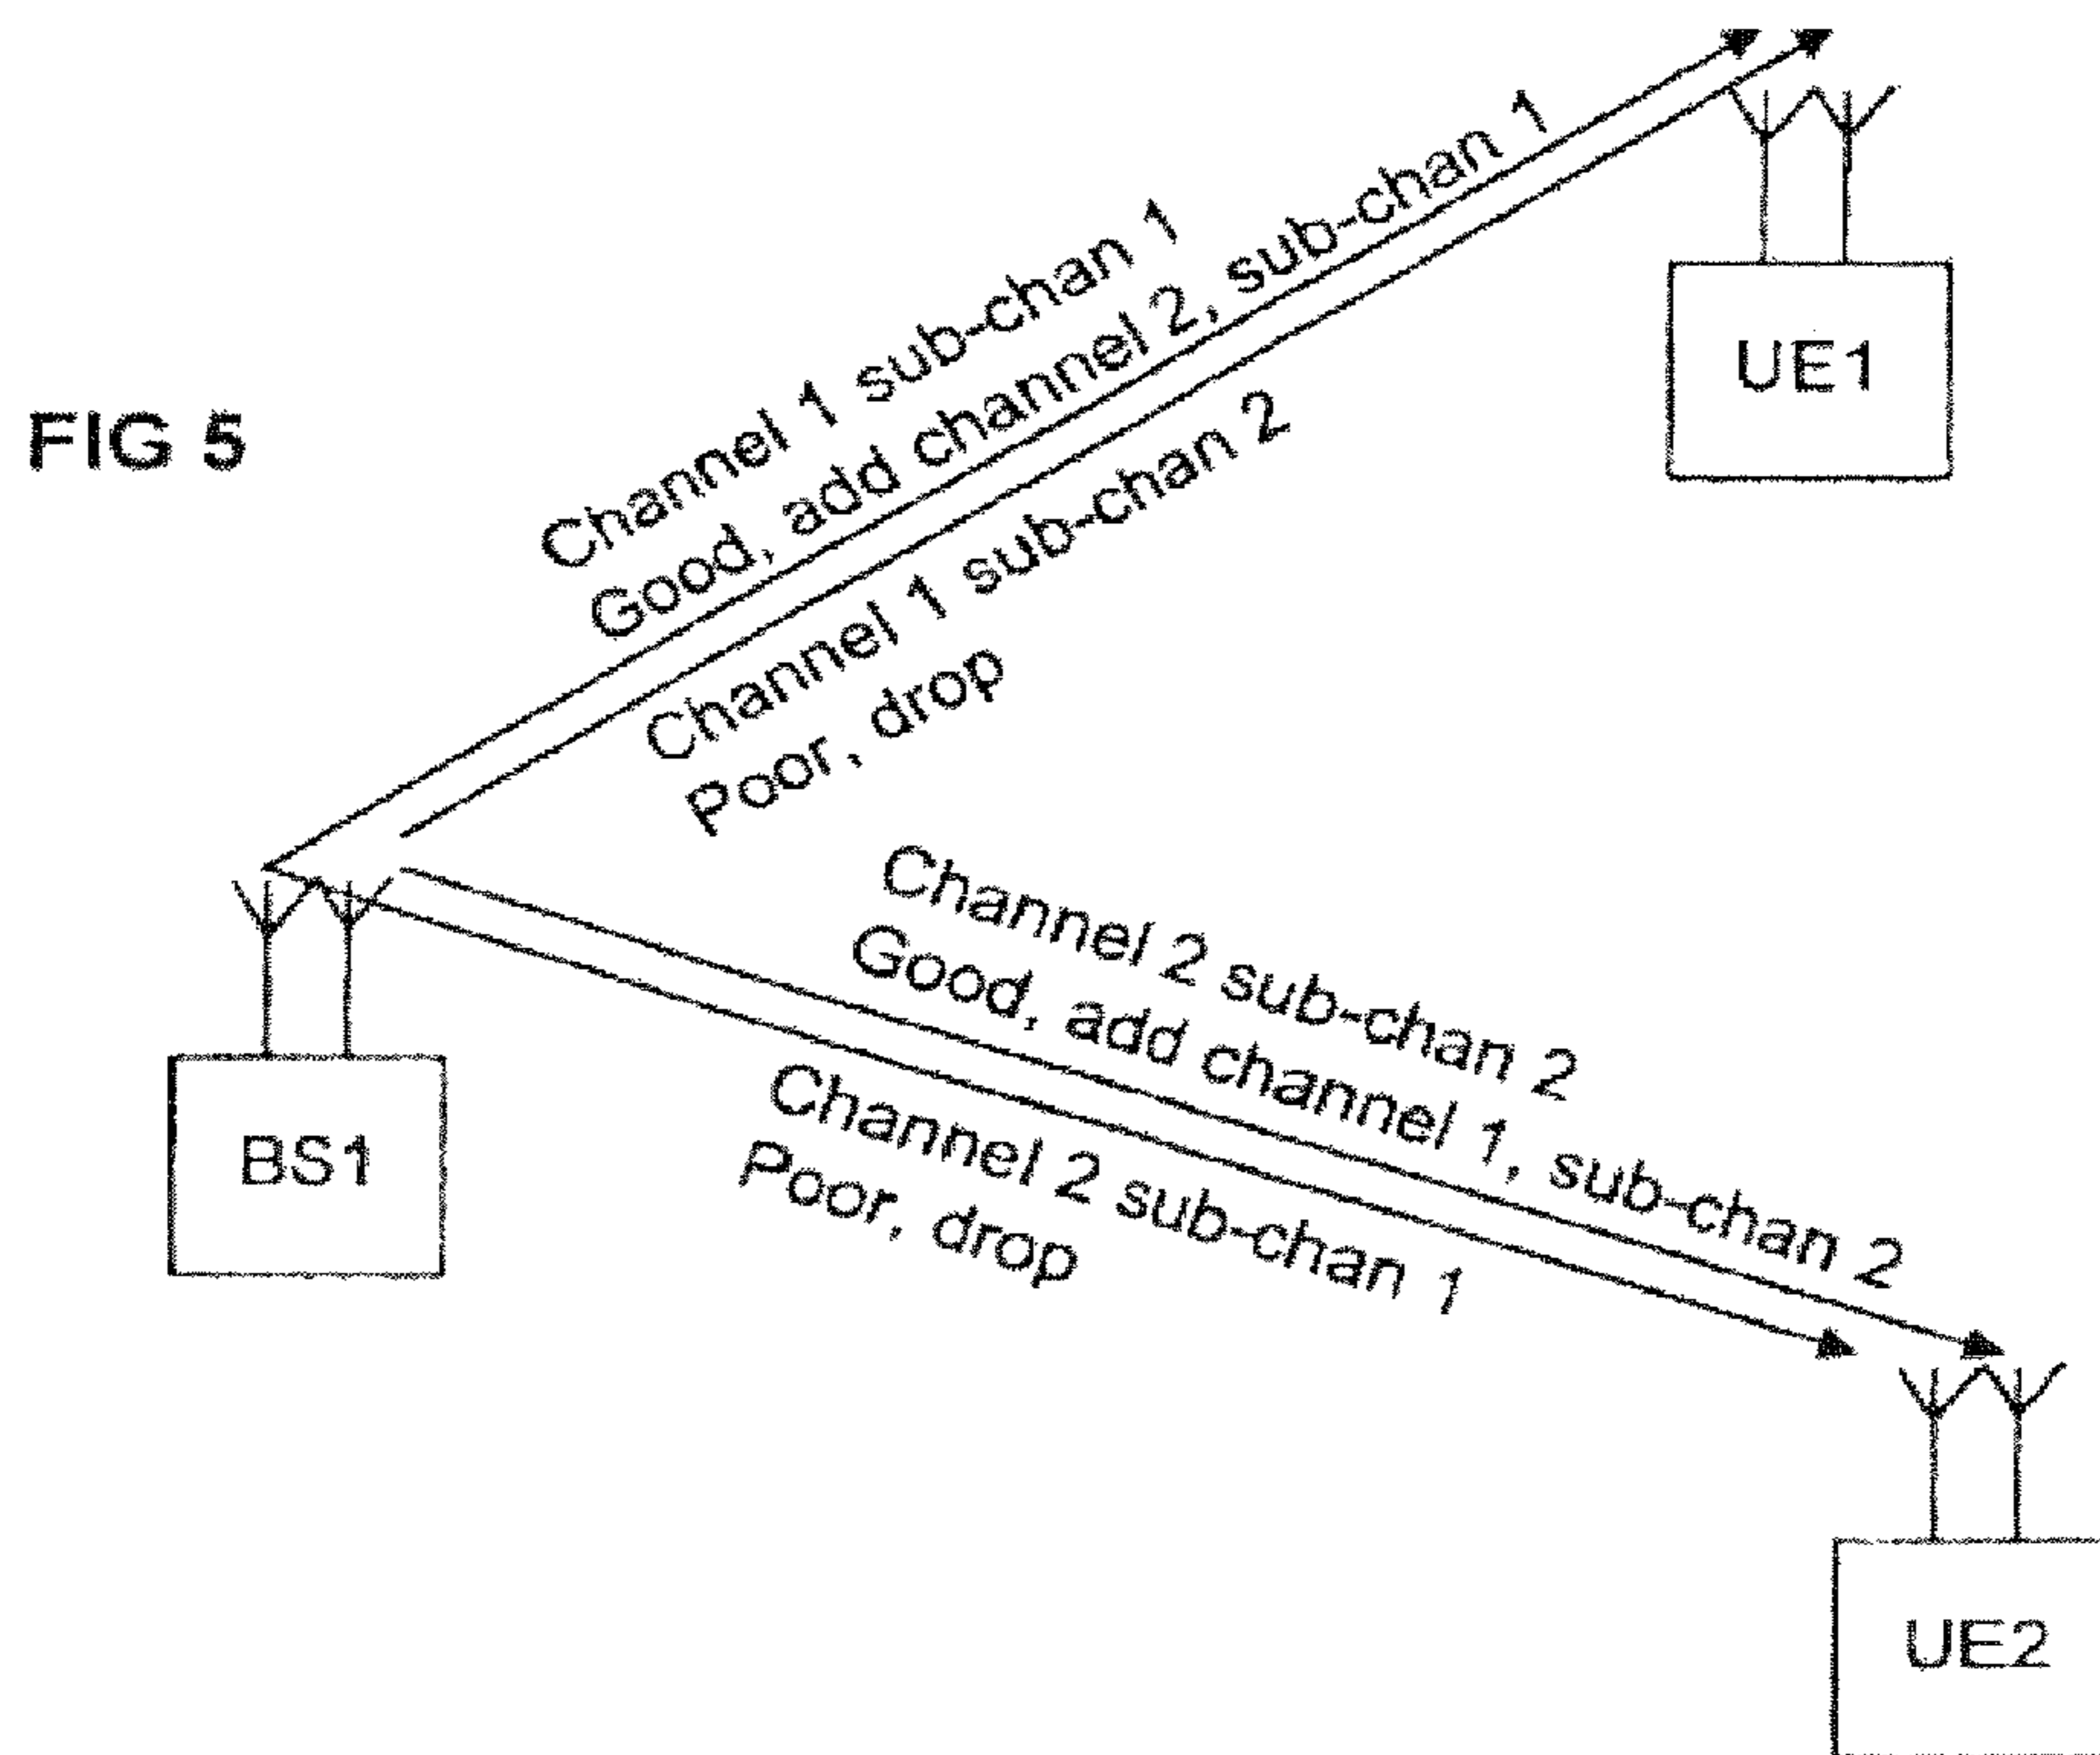 FIG 5
Channel 1 sub-chan 1
Good, add channel 2, sub-chan 1
Channel 1 sub-chan 2
Poor, drop
UE1
Channel 2 sub-chan 2
Good, add channel 1, sub-chan 2
Channel 2 sub-chan 1
Poor, drop
BS1
UE2